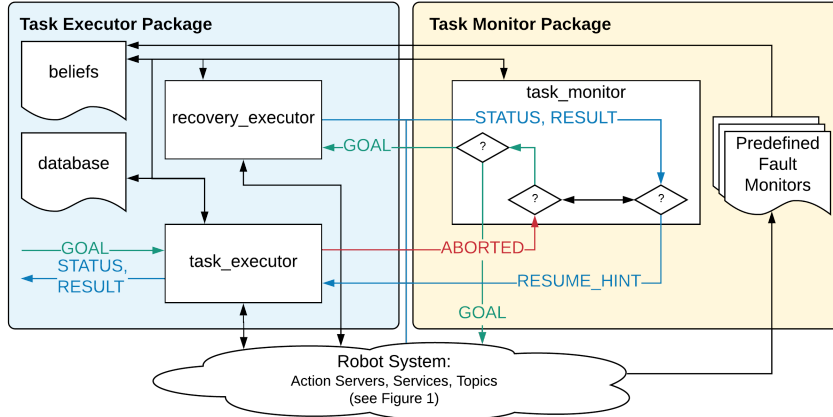 Task Executor Package
Task Monitor Package
beliefs
recovery_executor
task_monitor
STATUS, RESULT
GOAL
?
Predefined
Fault
Monitors
database
?
?
GOAL
STATUS,
RESULT
task_executor
ABORTED
RESUME_HINT
GOAL
Robot System:
Action Servers, Services, Topics
(see Figure 1)